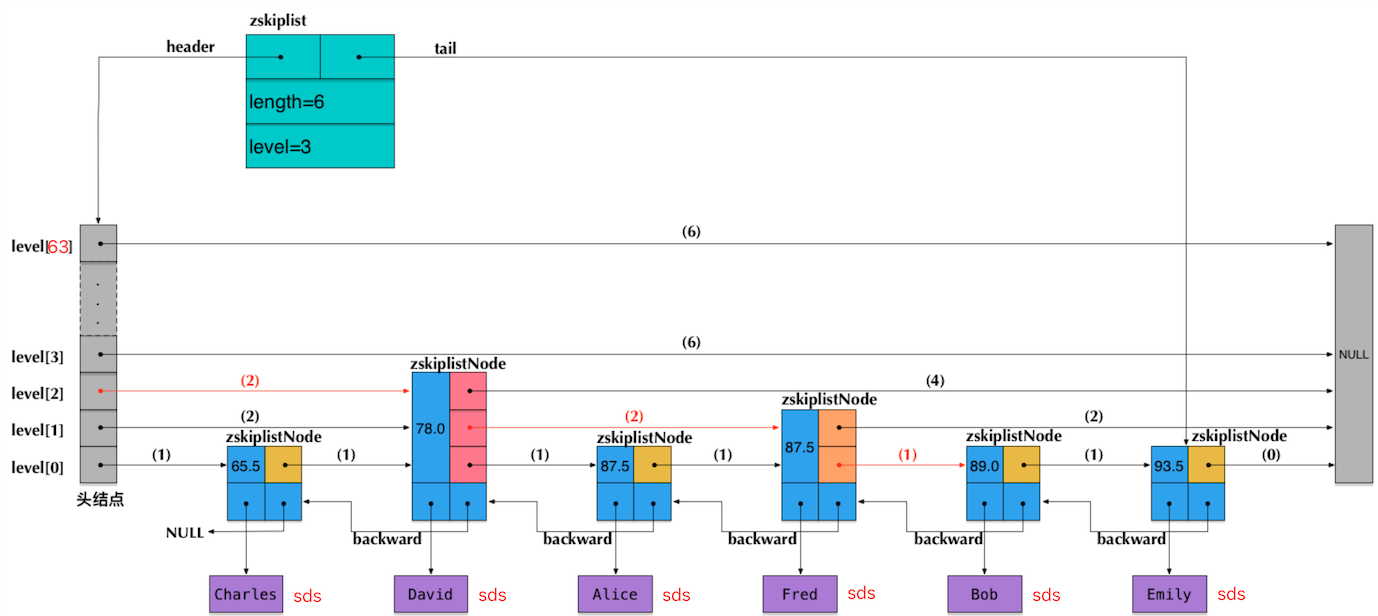 zskiplist
header
tail
length=6
level=3
level[63]
(6)
level[3]
(6)
NULL
zskiplistNode
level[2]
(2)
(4)
zskiplistNode
level[1]
(2)
78.0
(2)
(2)
zskiplistNode
zskiplistNode
zskiplistNode
zskiplistNode
87.5
level[0]
(1)
65.5
(1)
(1)
87.5
(1)
(1)
89.0
(1)
93.5
(0)
头结点
NULL
backward
backward
backward
backward
backward
Charles sds
David sds
Alice sds
Fred sds
Bob sds
Emily sds